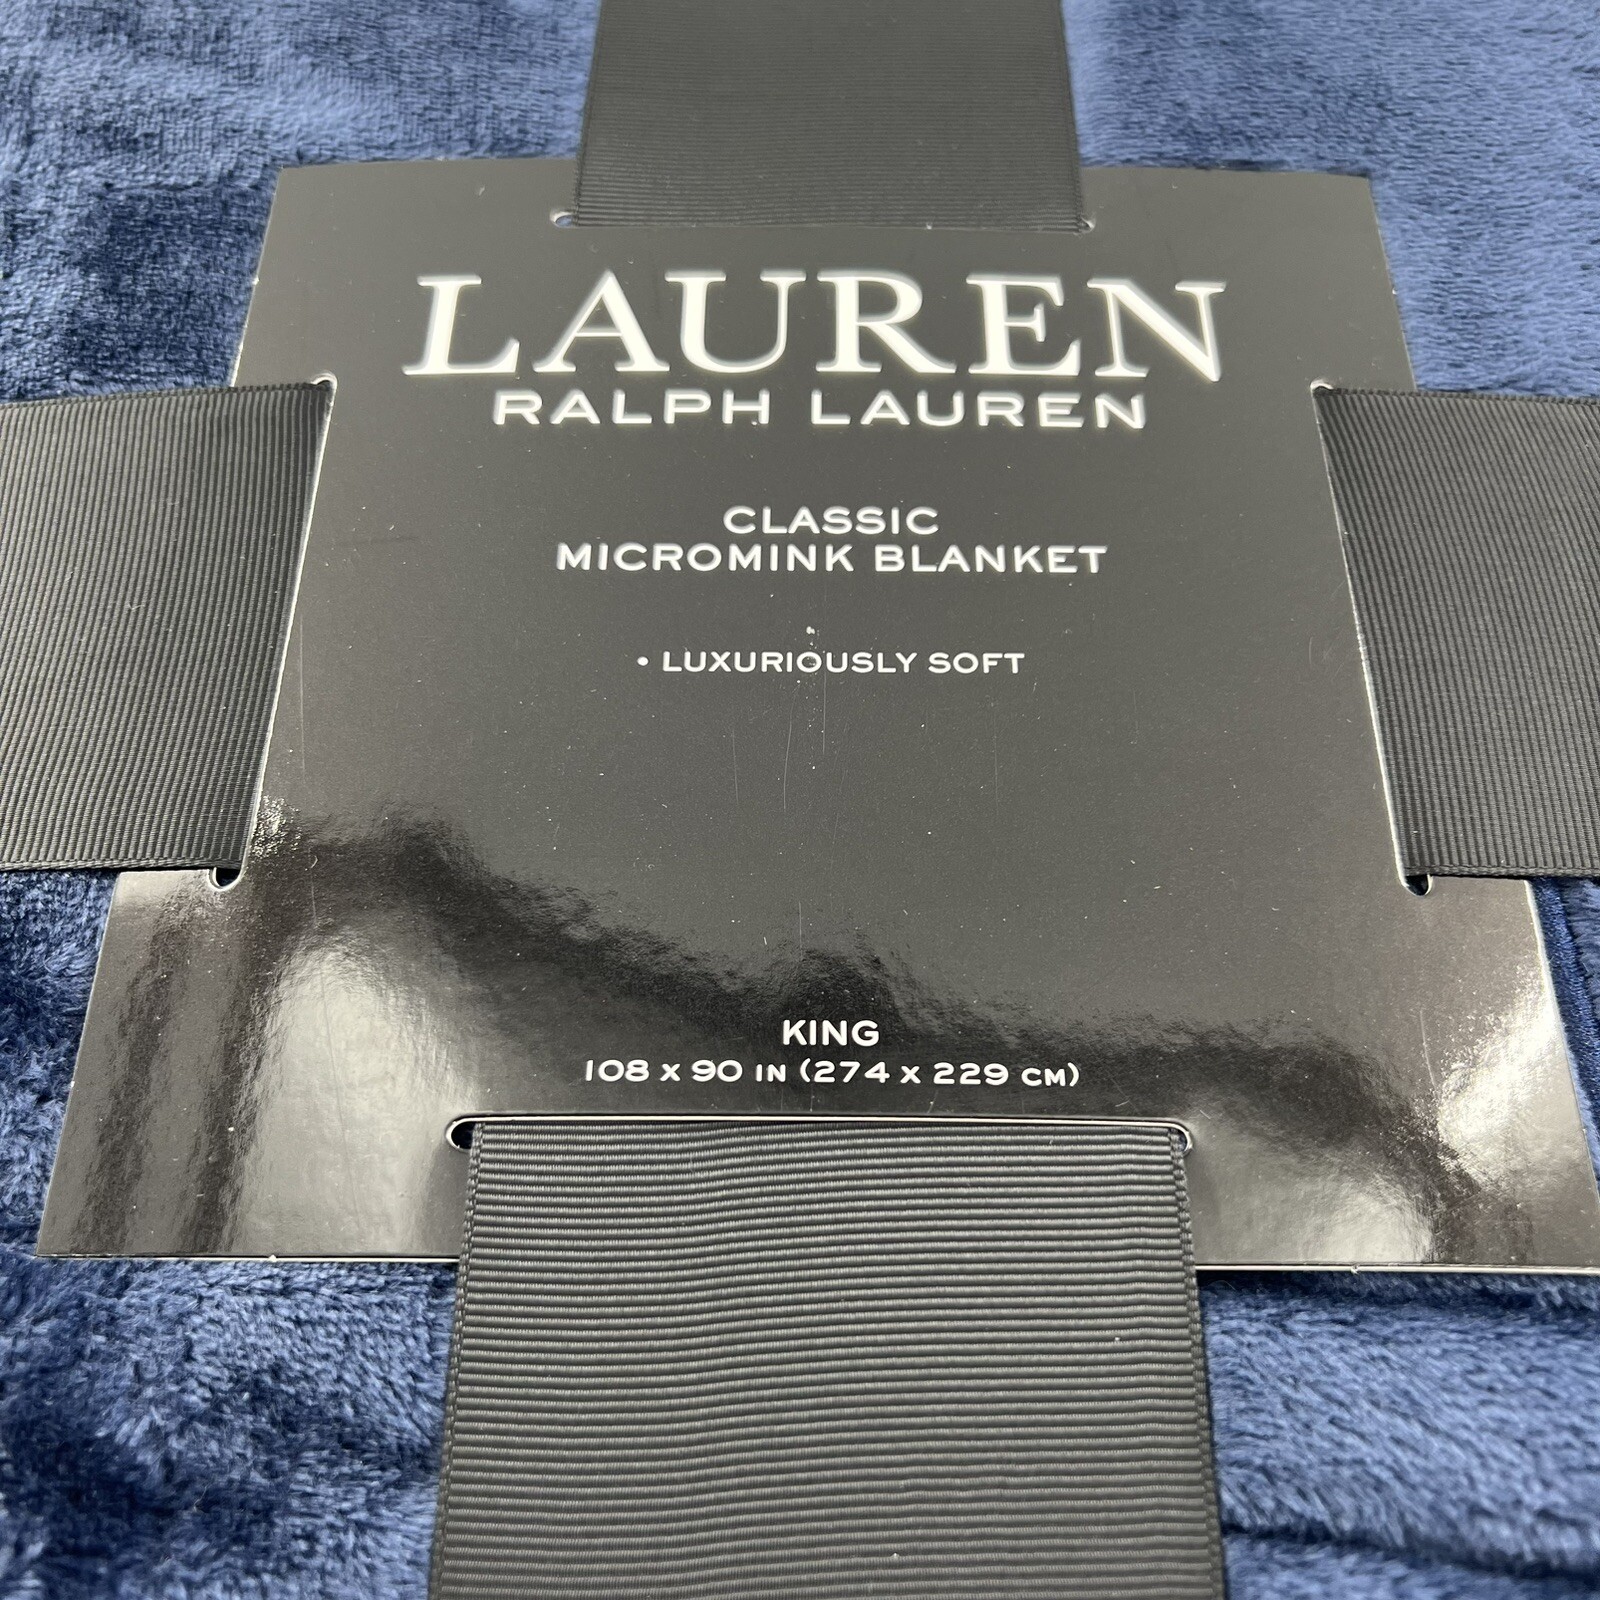 LAUREN
RALPH LAUREN
CLASSIC
MICROMINK BLANKET
• LUXURIOUSLY SOFT
KING
108 x 90 IN (274 x 229 CM)